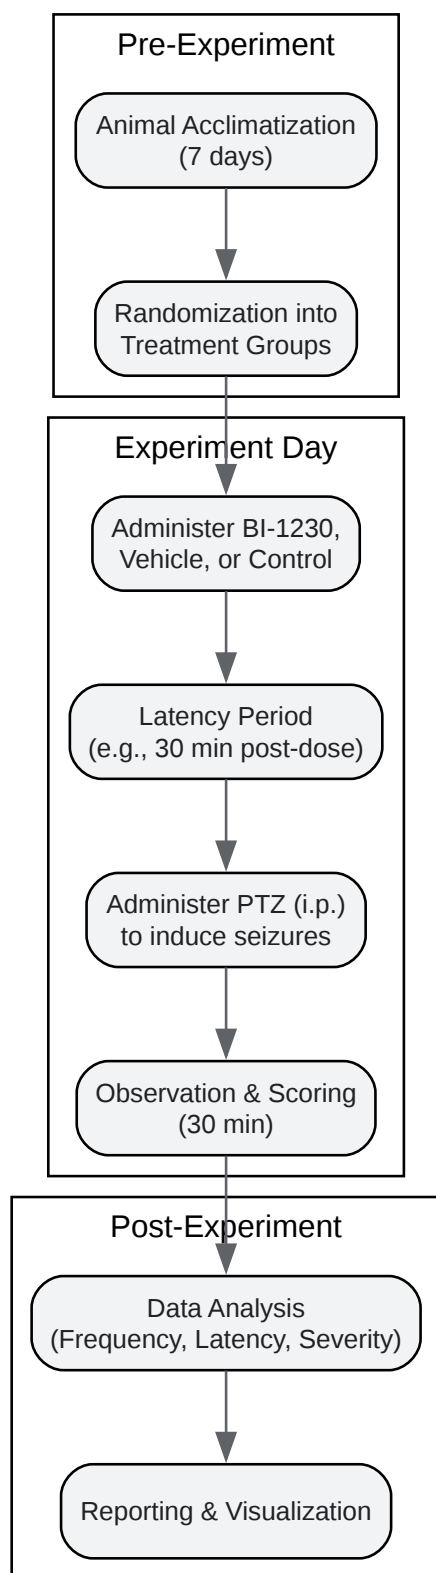 Pre-Experiment
Animal Acclimatization
(7 days)
Randomization into
Treatment Groups
Experiment Day
Administer BI-1230,
Vehicle, or Control
Latency Period
(e.g., 30 min post-dose)
Administer PTZ (i.p.)
to induce seizures
Observation & Scoring
(30 min)
Post-Experiment
Data Analysis
(Frequency, Latency, Severity)
Reporting & Visualization